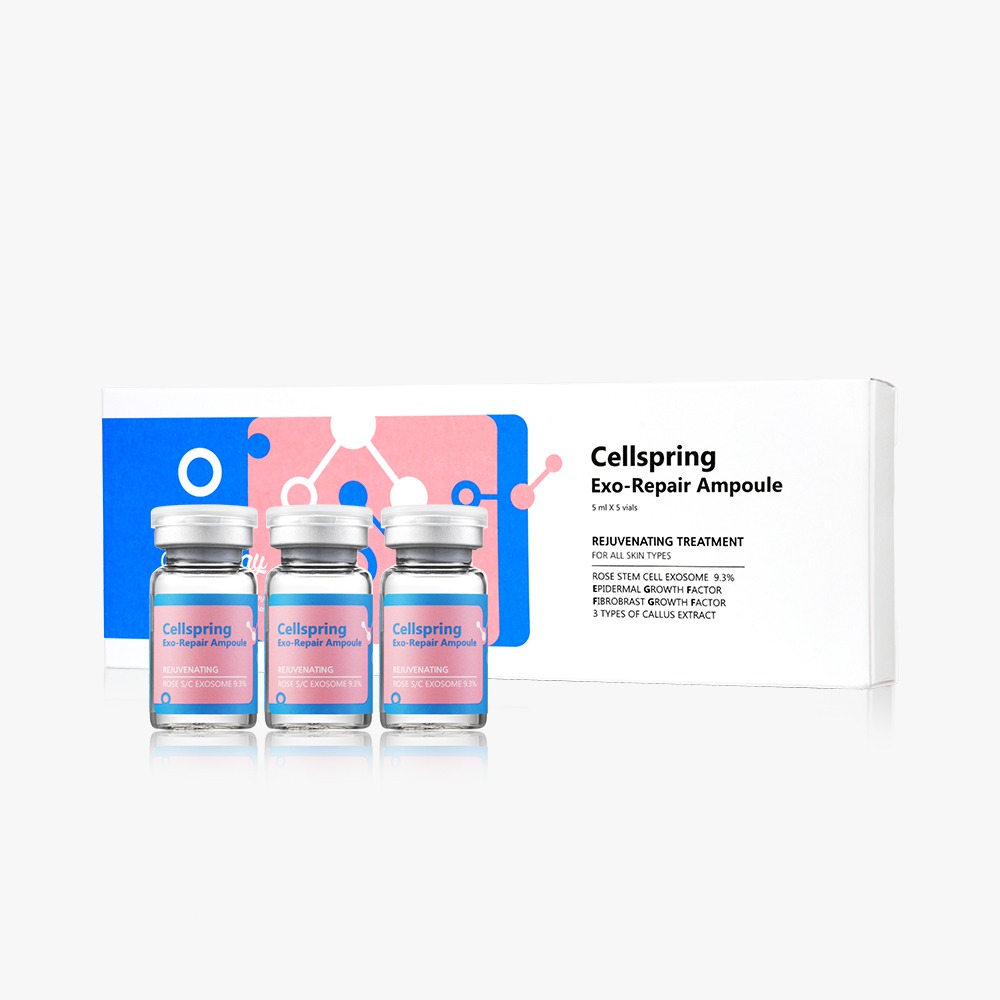 Cellspring
Exo-Repair Ampoule
5 ml X 5 vials
REJUVENATING TREATMENT
FOR ALL SKIN TYPES
ROSE STEM CELL EXOSOME 9.3%
EPIDERMAL GROWTH FACTOR
FIBROBRAST GROWTH FACTOR
3 TYPES OF CALLUS EXTRACT
Cellspring
Exo-Repair Ampoule
REJUVENATING
ROSE S/C EXOSOME 9.3%
Cellspring
Exo-Repair Ampoule
REJUVENATING
ROSE S/C EXOSOME 9.3%
Cellspring
Exo-Repair Ampoule
REJUVENATING
ROSE S/C EXOSOME 9.3%